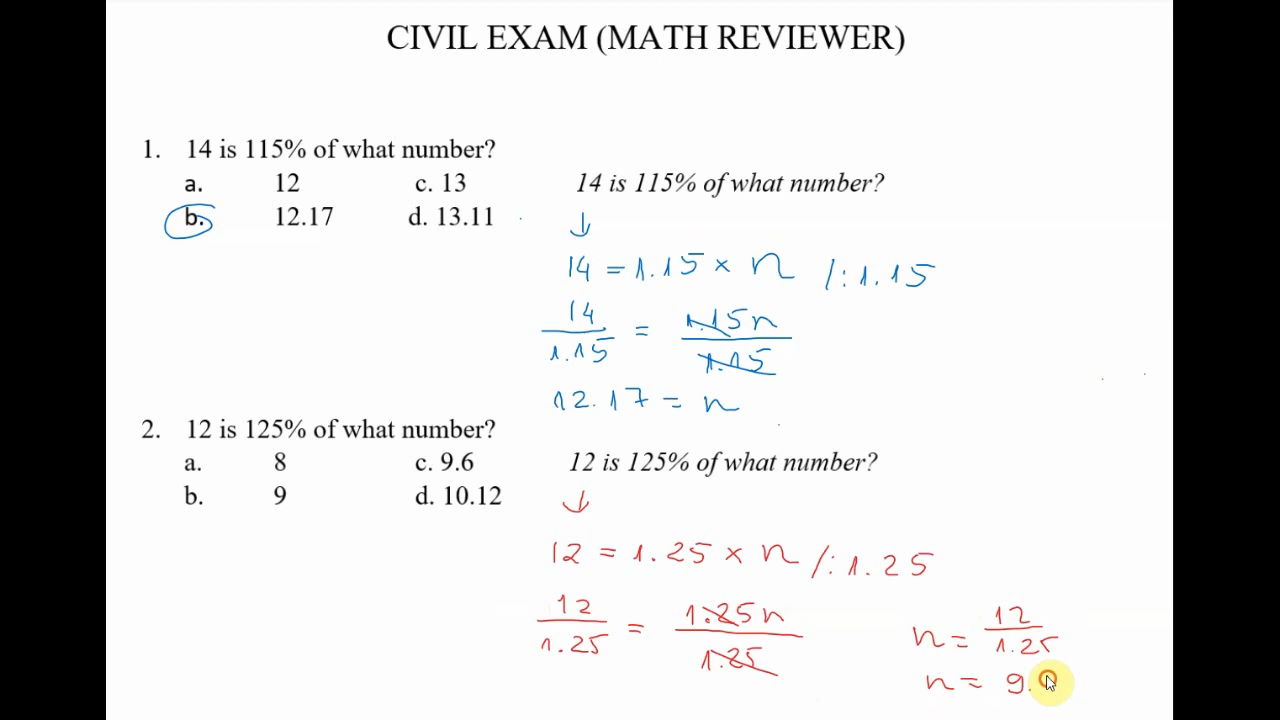 CIVIL EXAM (MATH REVIEWER)
1. 14 is 115% of what number?
a. 12 c. 13
b. 12.17 d. 13.11
14 is 115% of what number?
↓
14 = 1.15 × n /:1.15
14/1.15 = 1.15n/1.15
12.17 = n
2. 12 is 125% of what number?
a. 8 c. 9.6
b. 9 d. 10.12
12 is 125% of what number?
↓
12 = 1.25 × n /:1.25
12/1.25 = 1.25n/1.25
n = 12/1.25
n = 9.